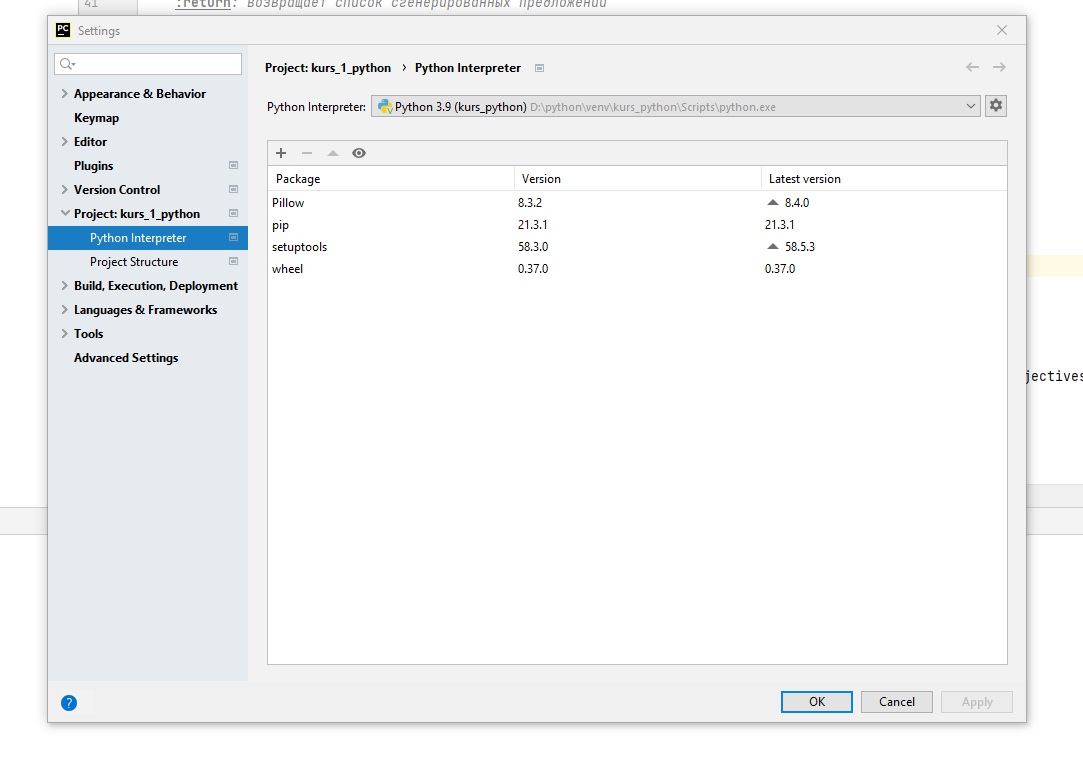 41 :return: возвращает список сгенерированных предложений
PC Settings
Project: kurs_1_python › Python Interpreter
Appearance & Behavior
Keymap
Editor
Plugins
Version Control
Project: kurs_1_python
Python Interpreter
Project Structure
Build, Execution, Deployment
Languages & Frameworks
Tools
Advanced Settings
Python Interpreter: Python 3.9 (kurs_python) D:\python\venv\kurs_python\Scripts\python.exe
Package Version Latest version
Pillow 8.3.2 8.4.0
pip 21.3.1 21.3.1
setuptools 58.3.0 58.5.3
wheel 0.37.0 0.37.0
jectives
? OK Cancel Apply